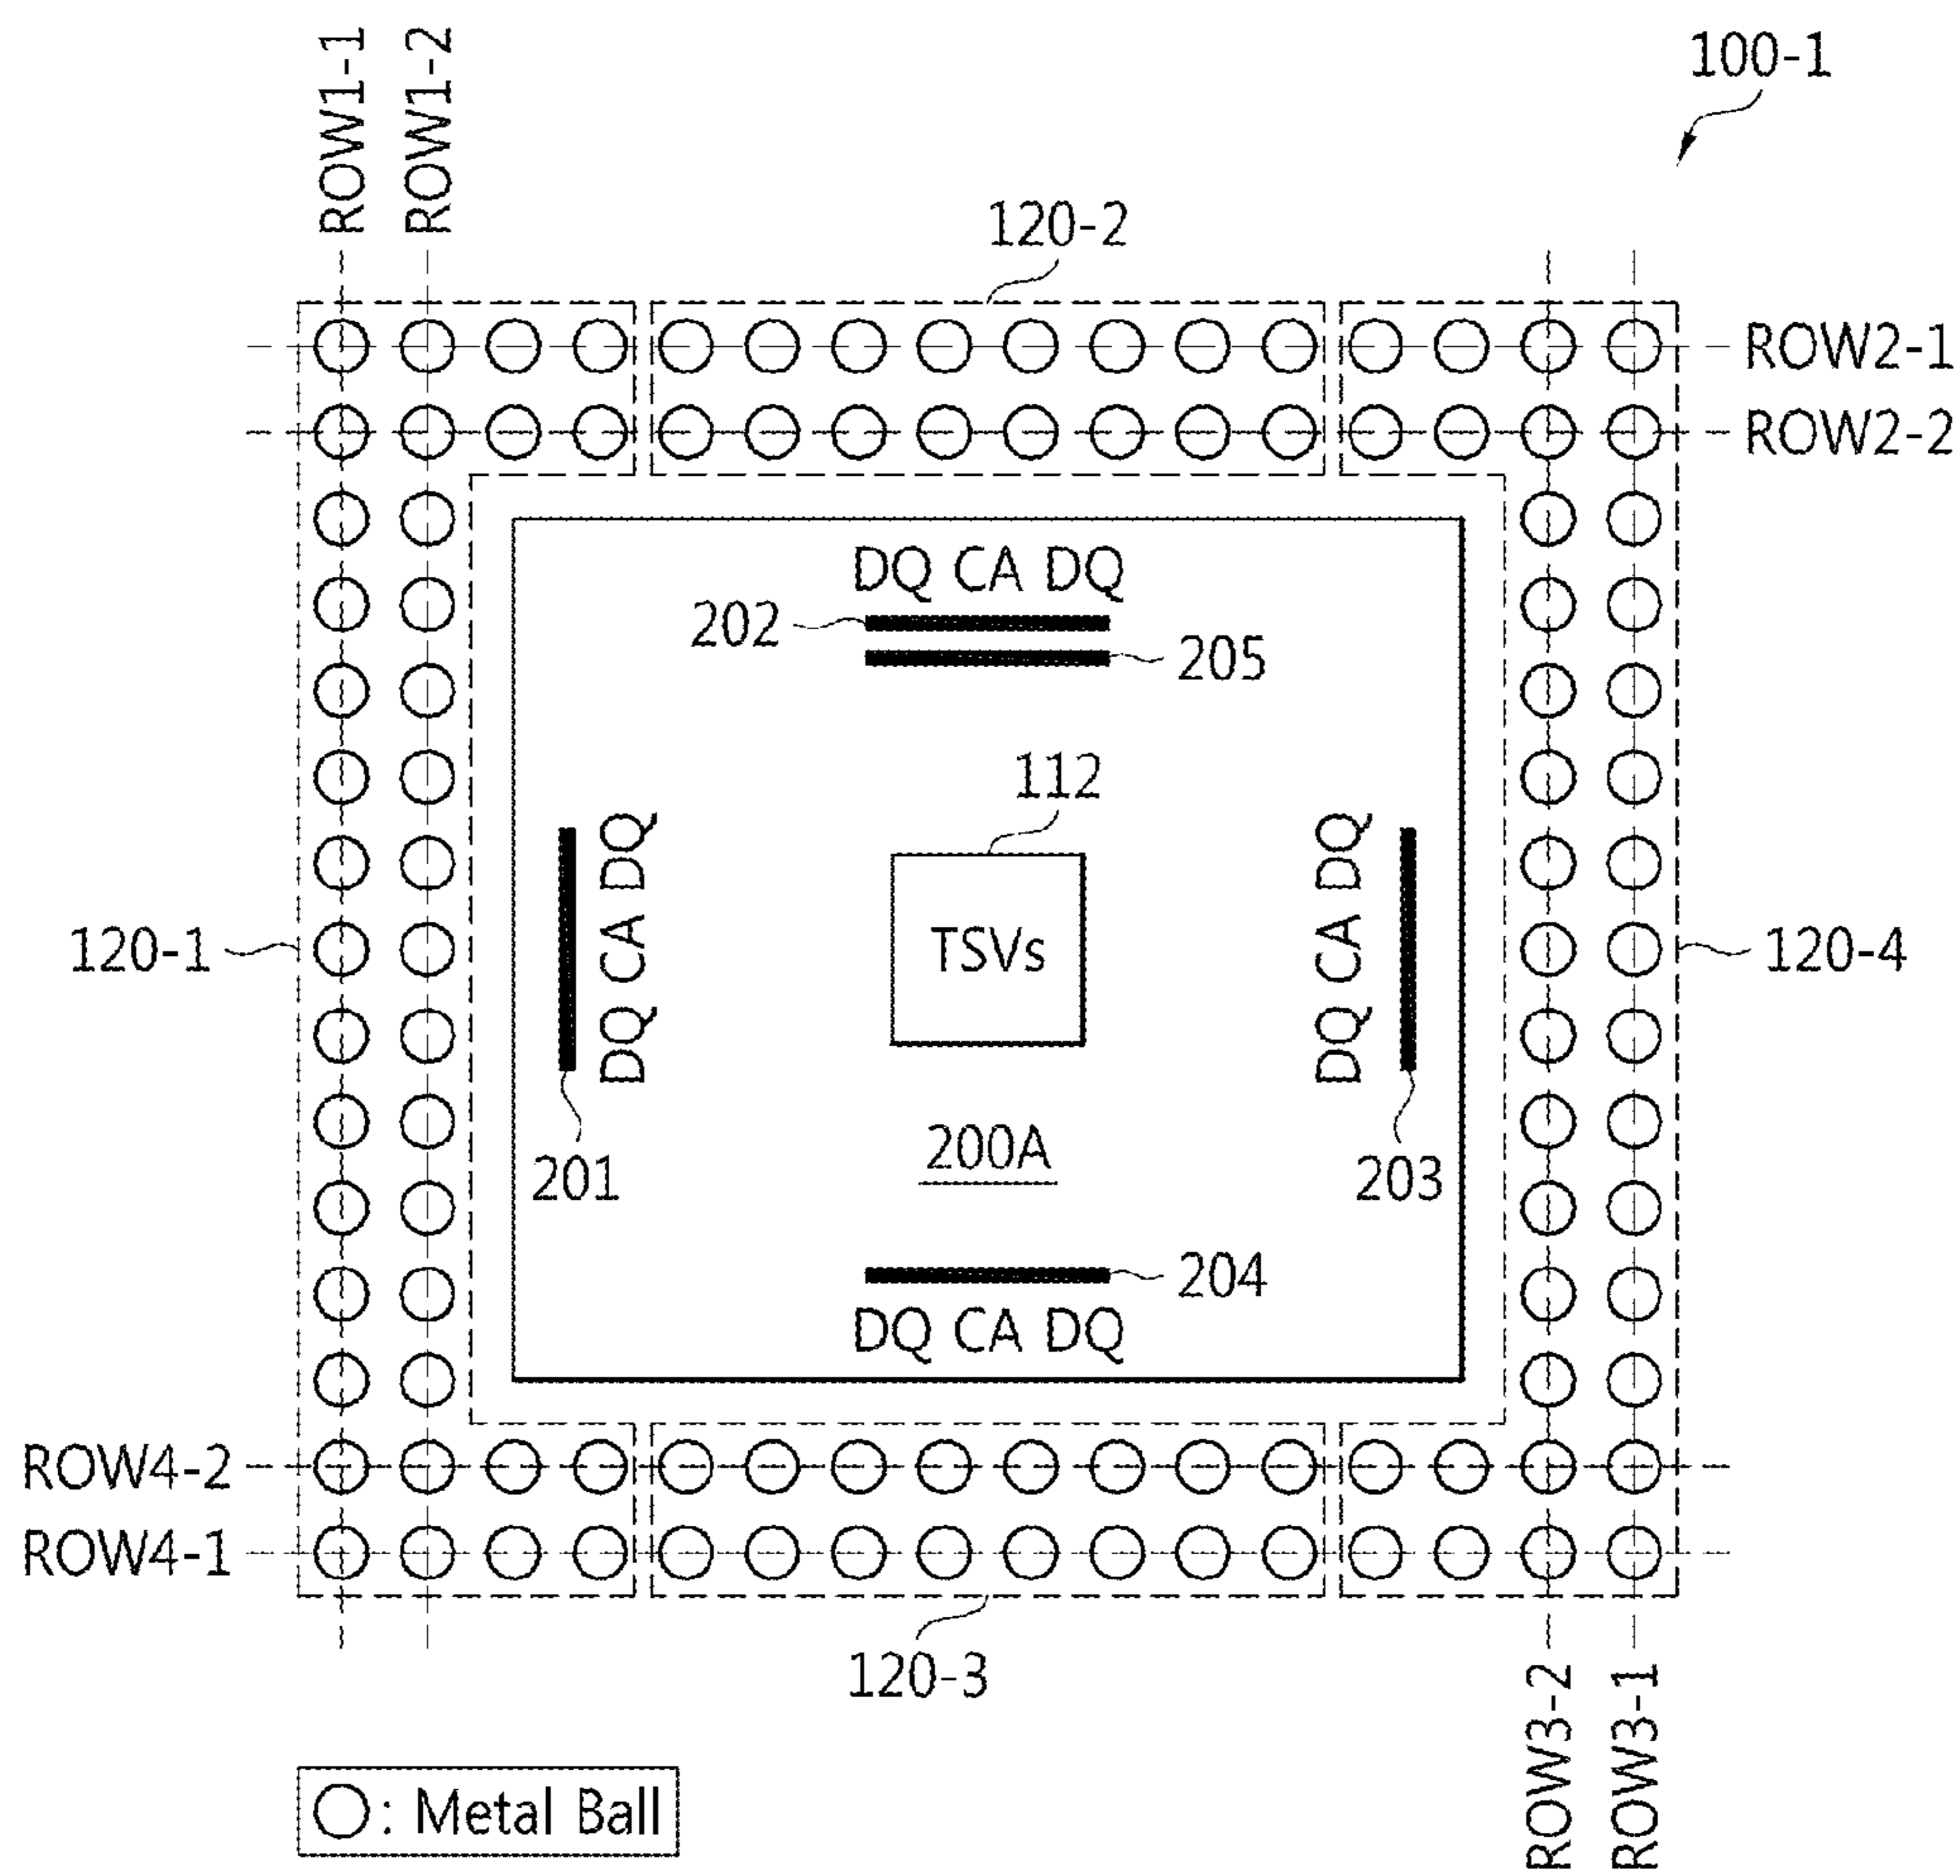 ROW1-1
ROW1-2
100-1
120-2
ROW2-1
ROW2-2
DQ CA DQ
202
205
112
DQ CA DQ
DQ CA DQ
TSVs
120-1
120-4
200A
201
203
204
DQ CA DQ
ROW4-2
ROW4-1
120-3
ROW3-2
ROW3-1
: Metal Ball